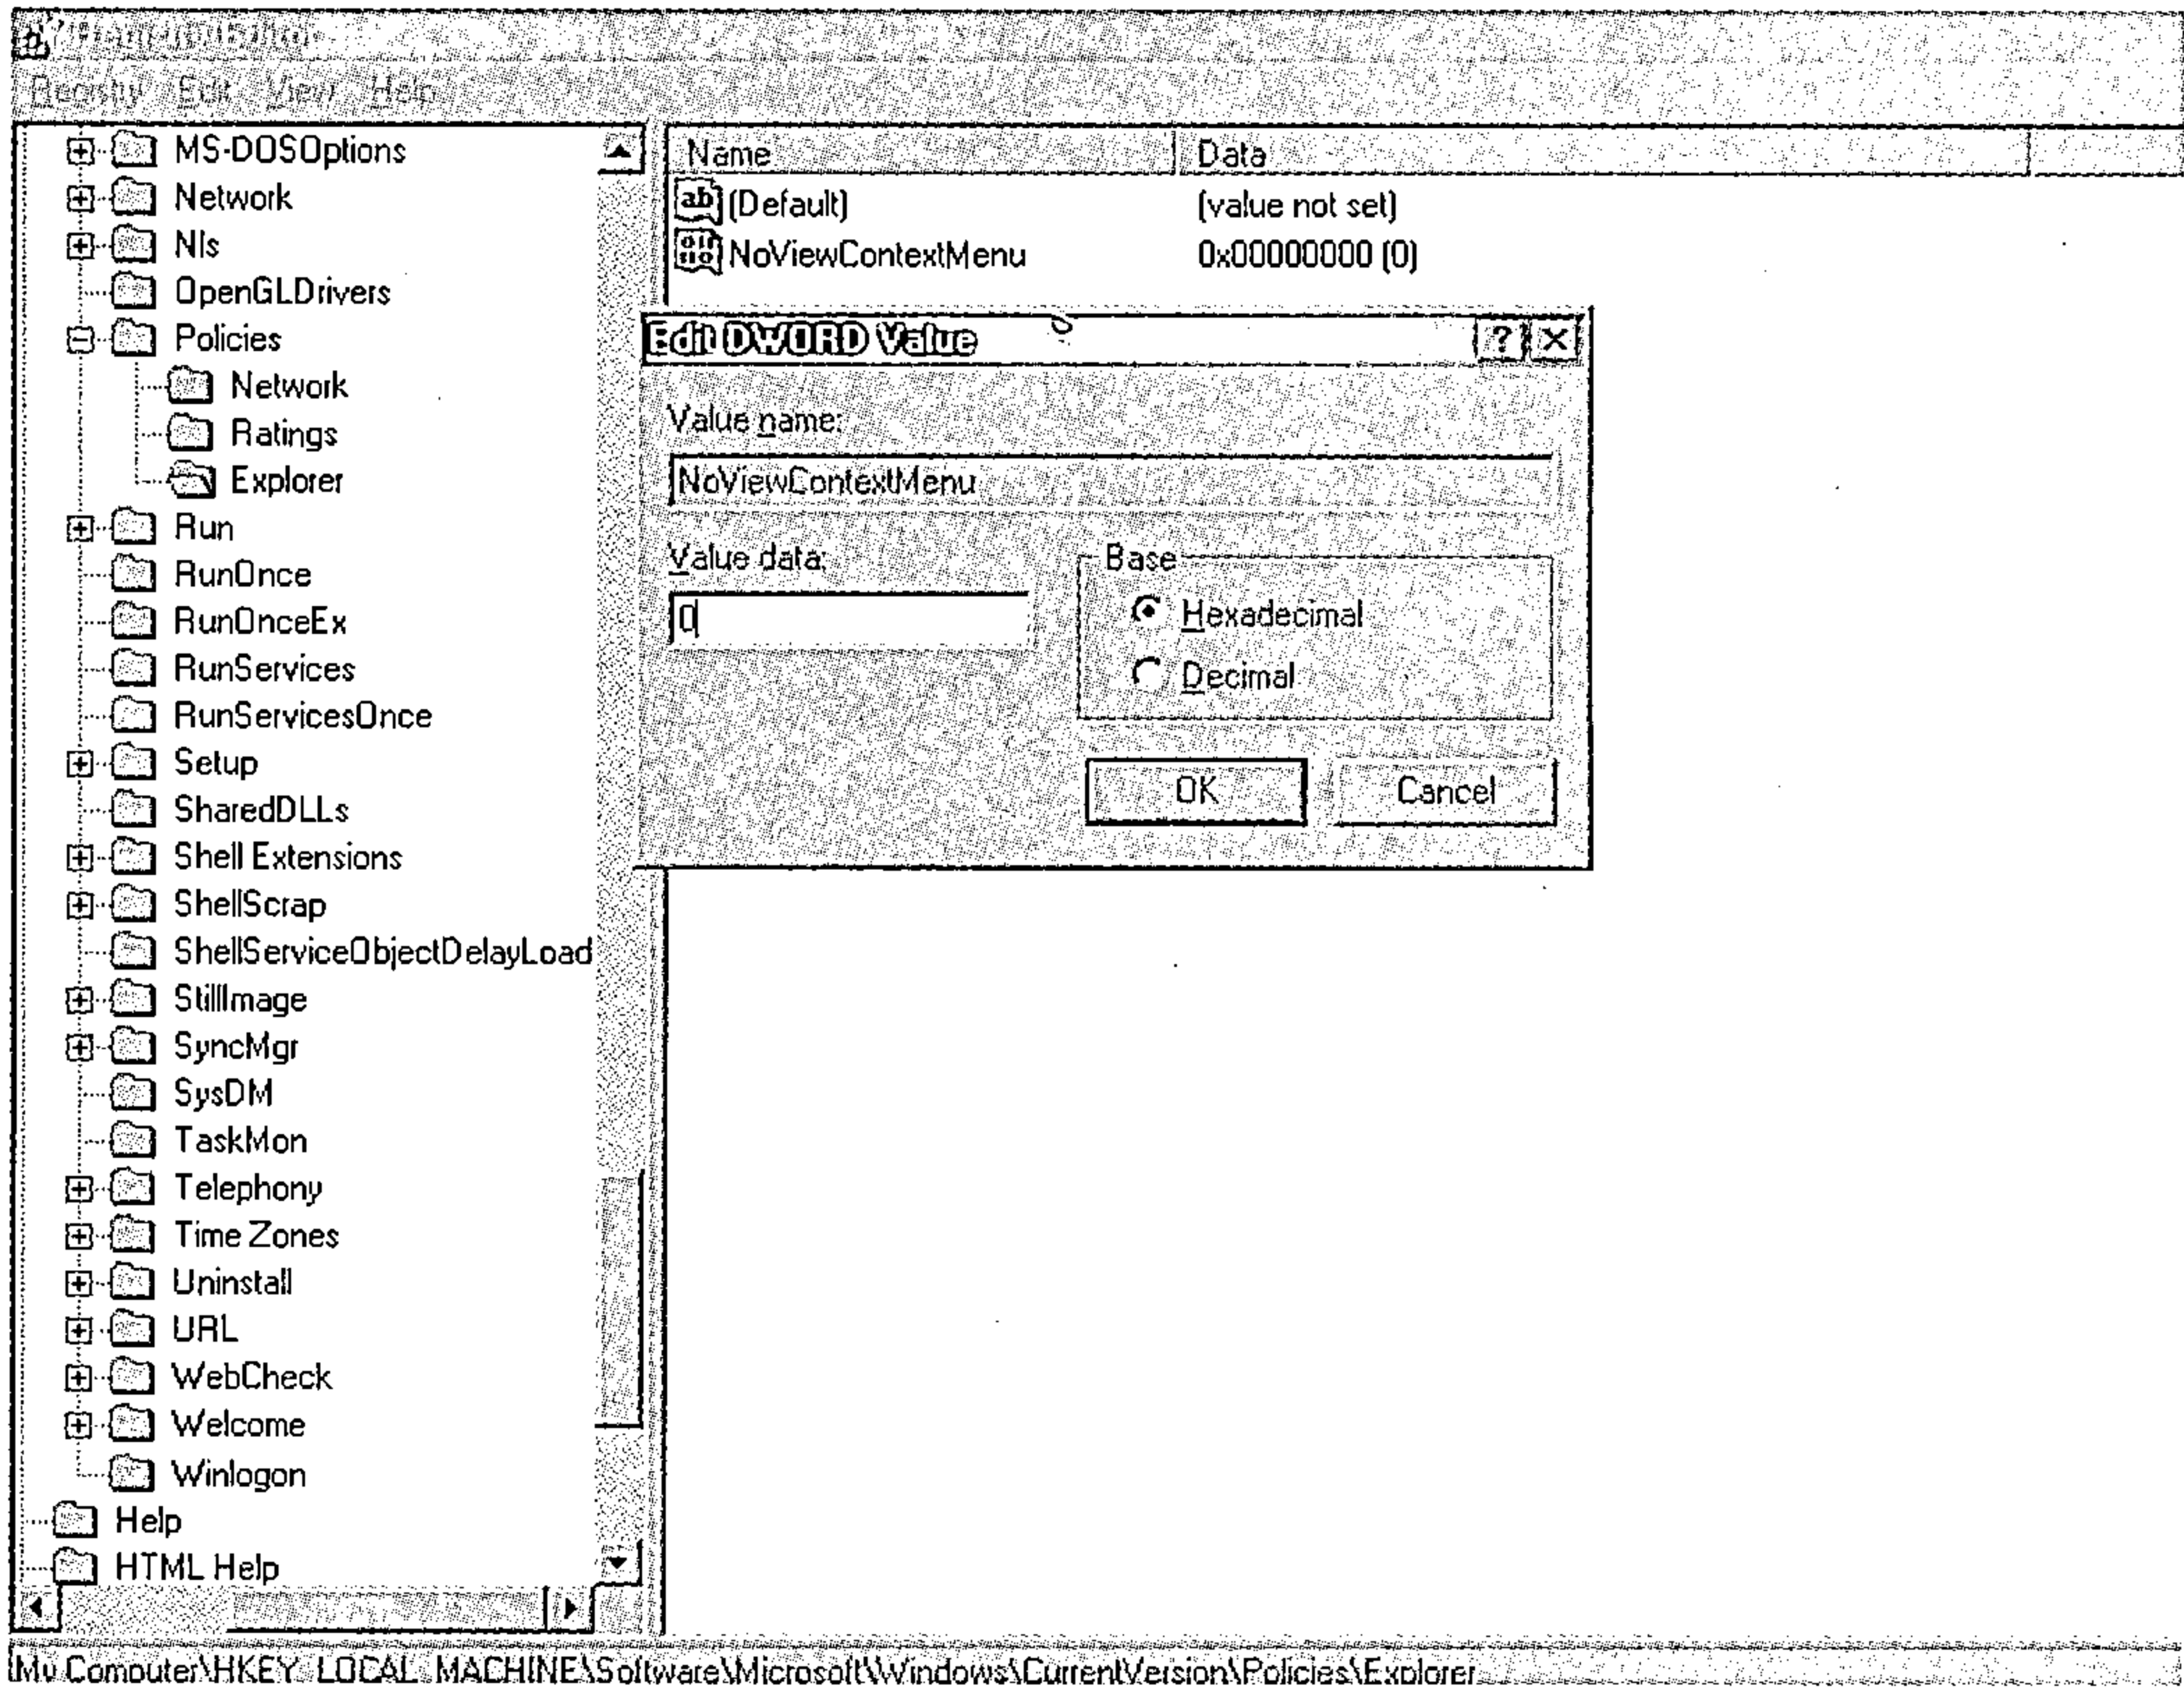 Registry Editor
Registry Edit View Help
MS-DOSOptions
Network
Nls
OpenGLDrivers
Policies
Network
Ratings
Explorer
Run
RunOnce
RunOnceEx
RunServices
RunServicesOnce
Setup
SharedDLLs
Shell Extensions
ShellScrap
ShellServiceObjectDelayLoad
StillImage
SyncMgr
SysDM
TaskMon
Telephony
Time Zones
Uninstall
URL
WebCheck
Welcome
Winlogon
Help
HTML Help
Name Data
(Default) (value not set)
NoViewContextMenu 0x00000000 (0)
Edit DWORD Value
Value name:
NoViewContextMenu
Value data:
0
Base
Hexadecimal
Decimal
OK Cancel
My Computer\HKEY_LOCAL_MACHINE\Software\Microsoft\Windows\CurrentVersion\Policies\Explorer